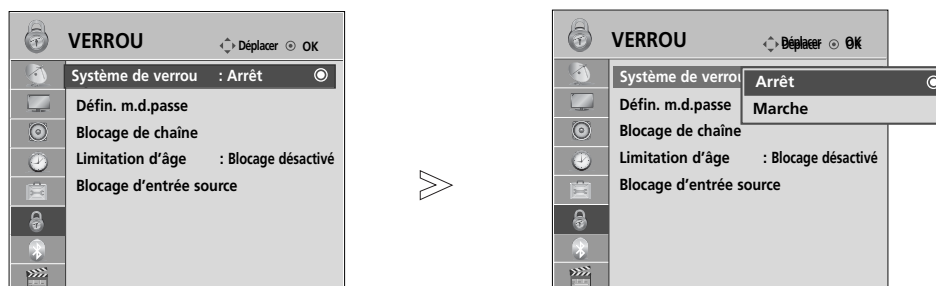 VERROU
Déplacer
OK
Système de verrou : Arrêt
Défin. m.d.passe
Blocage de chaîne
Limitation d'âge : Blocage désactivé
Blocage d'entrée source
VERROU
Déplacer
OK
Système de verrou
Arrêt
Marche
Défin. m.d.passe
Blocage de chaîne
Limitation d'âge : Blocage désactivé
Blocage d'entrée source